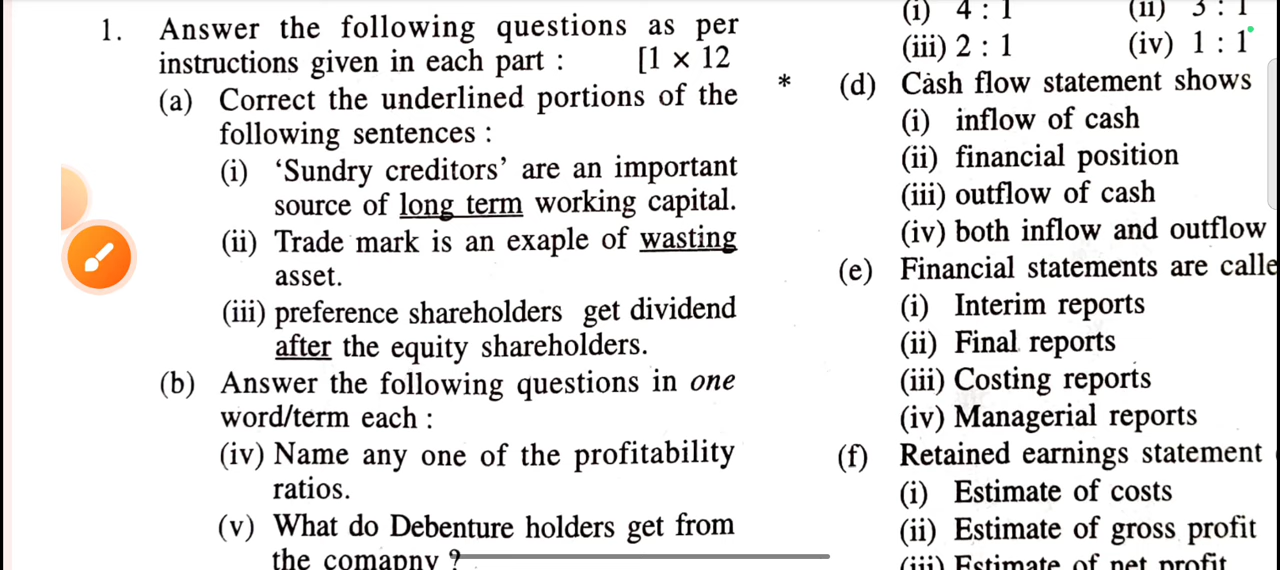 1. Answer the following questions as per
instructions given in each part : [1 × 12
(a) Correct the underlined portions of the
following sentences :
(i) ‘Sundry creditors’ are an important
source of long term working capital.
(ii) Trade mark is an exaple of wasting
asset.
(iii) preference shareholders get dividend
after the equity shareholders.
(b) Answer the following questions in one
word/term each :
(iv) Name any one of the profitability
ratios.
(v) What do Debenture holders get from
the comapny ?
(i) 4 : 1 (ii) 3 : 1
(iii) 2 : 1 (iv) 1 : 1
* (d) Cash flow statement shows
(i) inflow of cash
(ii) financial position
(iii) outflow of cash
(iv) both inflow and outflow
(e) Financial statements are calle
(i) Interim reports
(ii) Final reports
(iii) Costing reports
(iv) Managerial reports
(f) Retained earnings statement
(i) Estimate of costs
(ii) Estimate of gross profit
(iii) Estimate of net profit